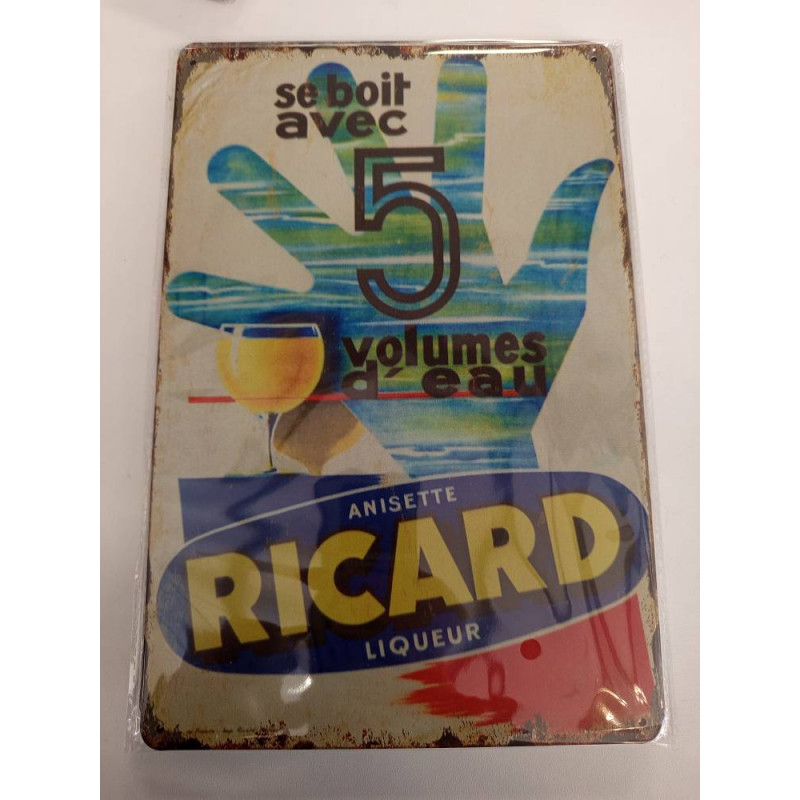 se boit
avec
5
volumes
d'eau
ANISETTE
RICARD
LIQUEUR